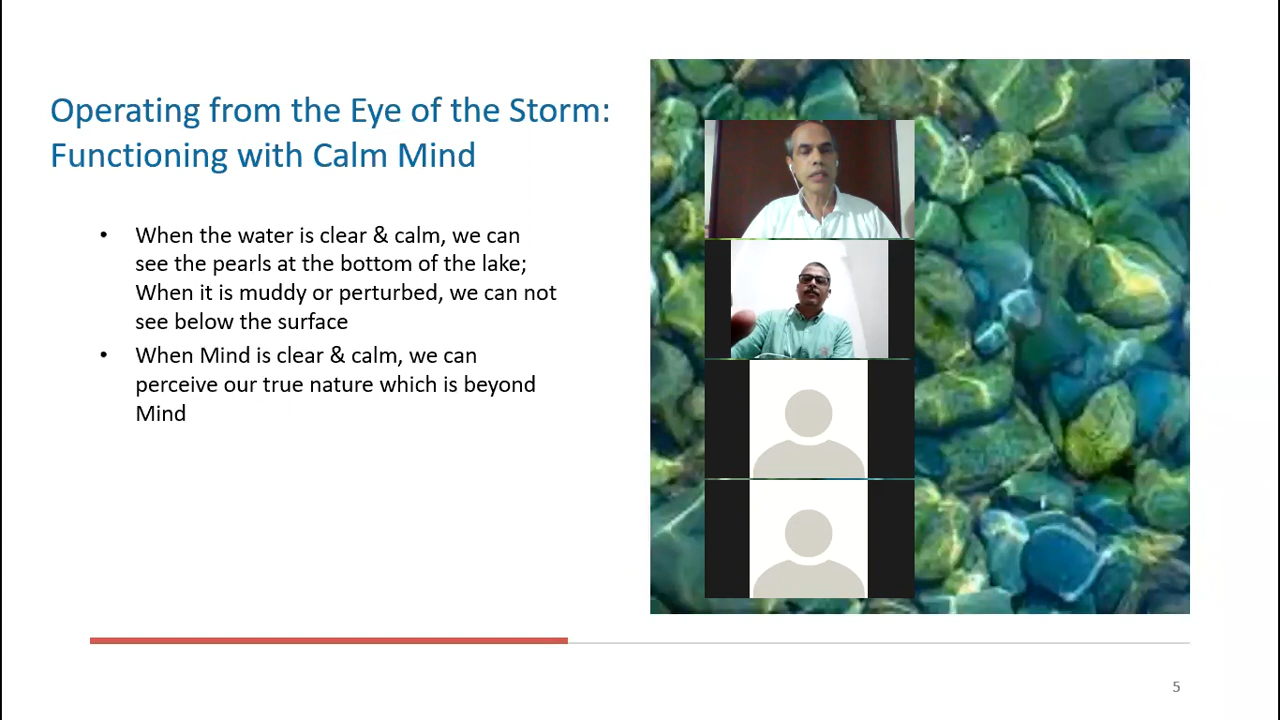 Operating from the Eye of the Storm:
Functioning with Calm Mind
• When the water is clear & calm, we can
see the pearls at the bottom of the lake;
When it is muddy or perturbed, we can not
see below the surface
• When Mind is clear & calm, we can
perceive our true nature which is beyond
Mind
5